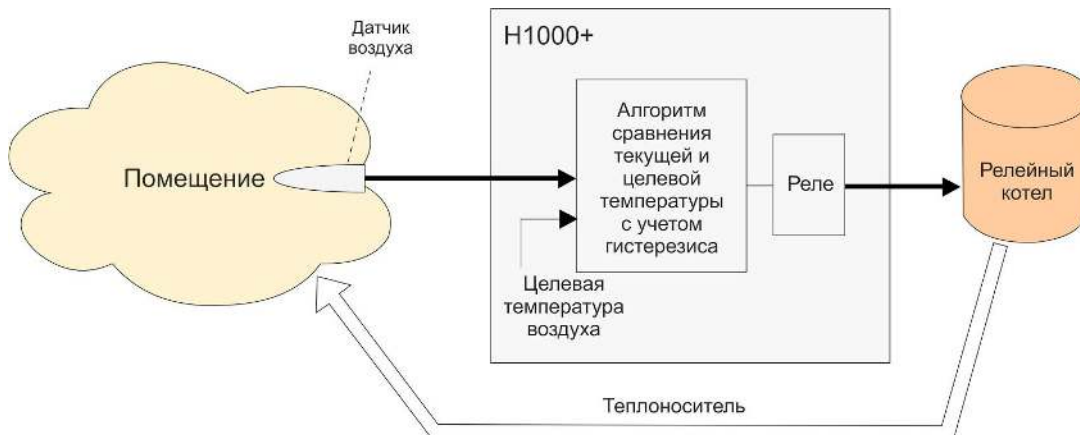 Датчик
воздуха
H1000+
Помещение
Алгоритм
сравнения
текущей и
целевой
температуры
с учетом
гистерезиса
Реле
Релейный
котел
Целевая
температура
воздуха
Теплоноситель